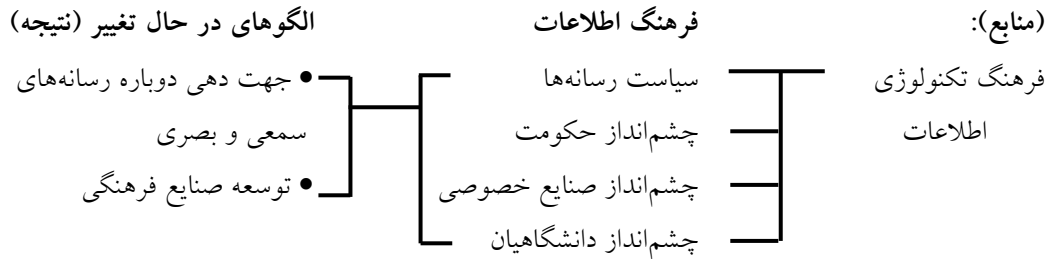 (منابع): فرهنگ اطلاعات الگوهای در حال تغییر (نتیجه)
فرهنگ تکنولوژی سیاست رسانه‌ها • جهت دهی دوباره رسانه‌های
اطلاعات چشم‌انداز حکومت سمعی و بصری
چشم‌انداز صنایع خصوصی • توسعه صنایع فرهنگی
چشم‌انداز دانشگاهیان